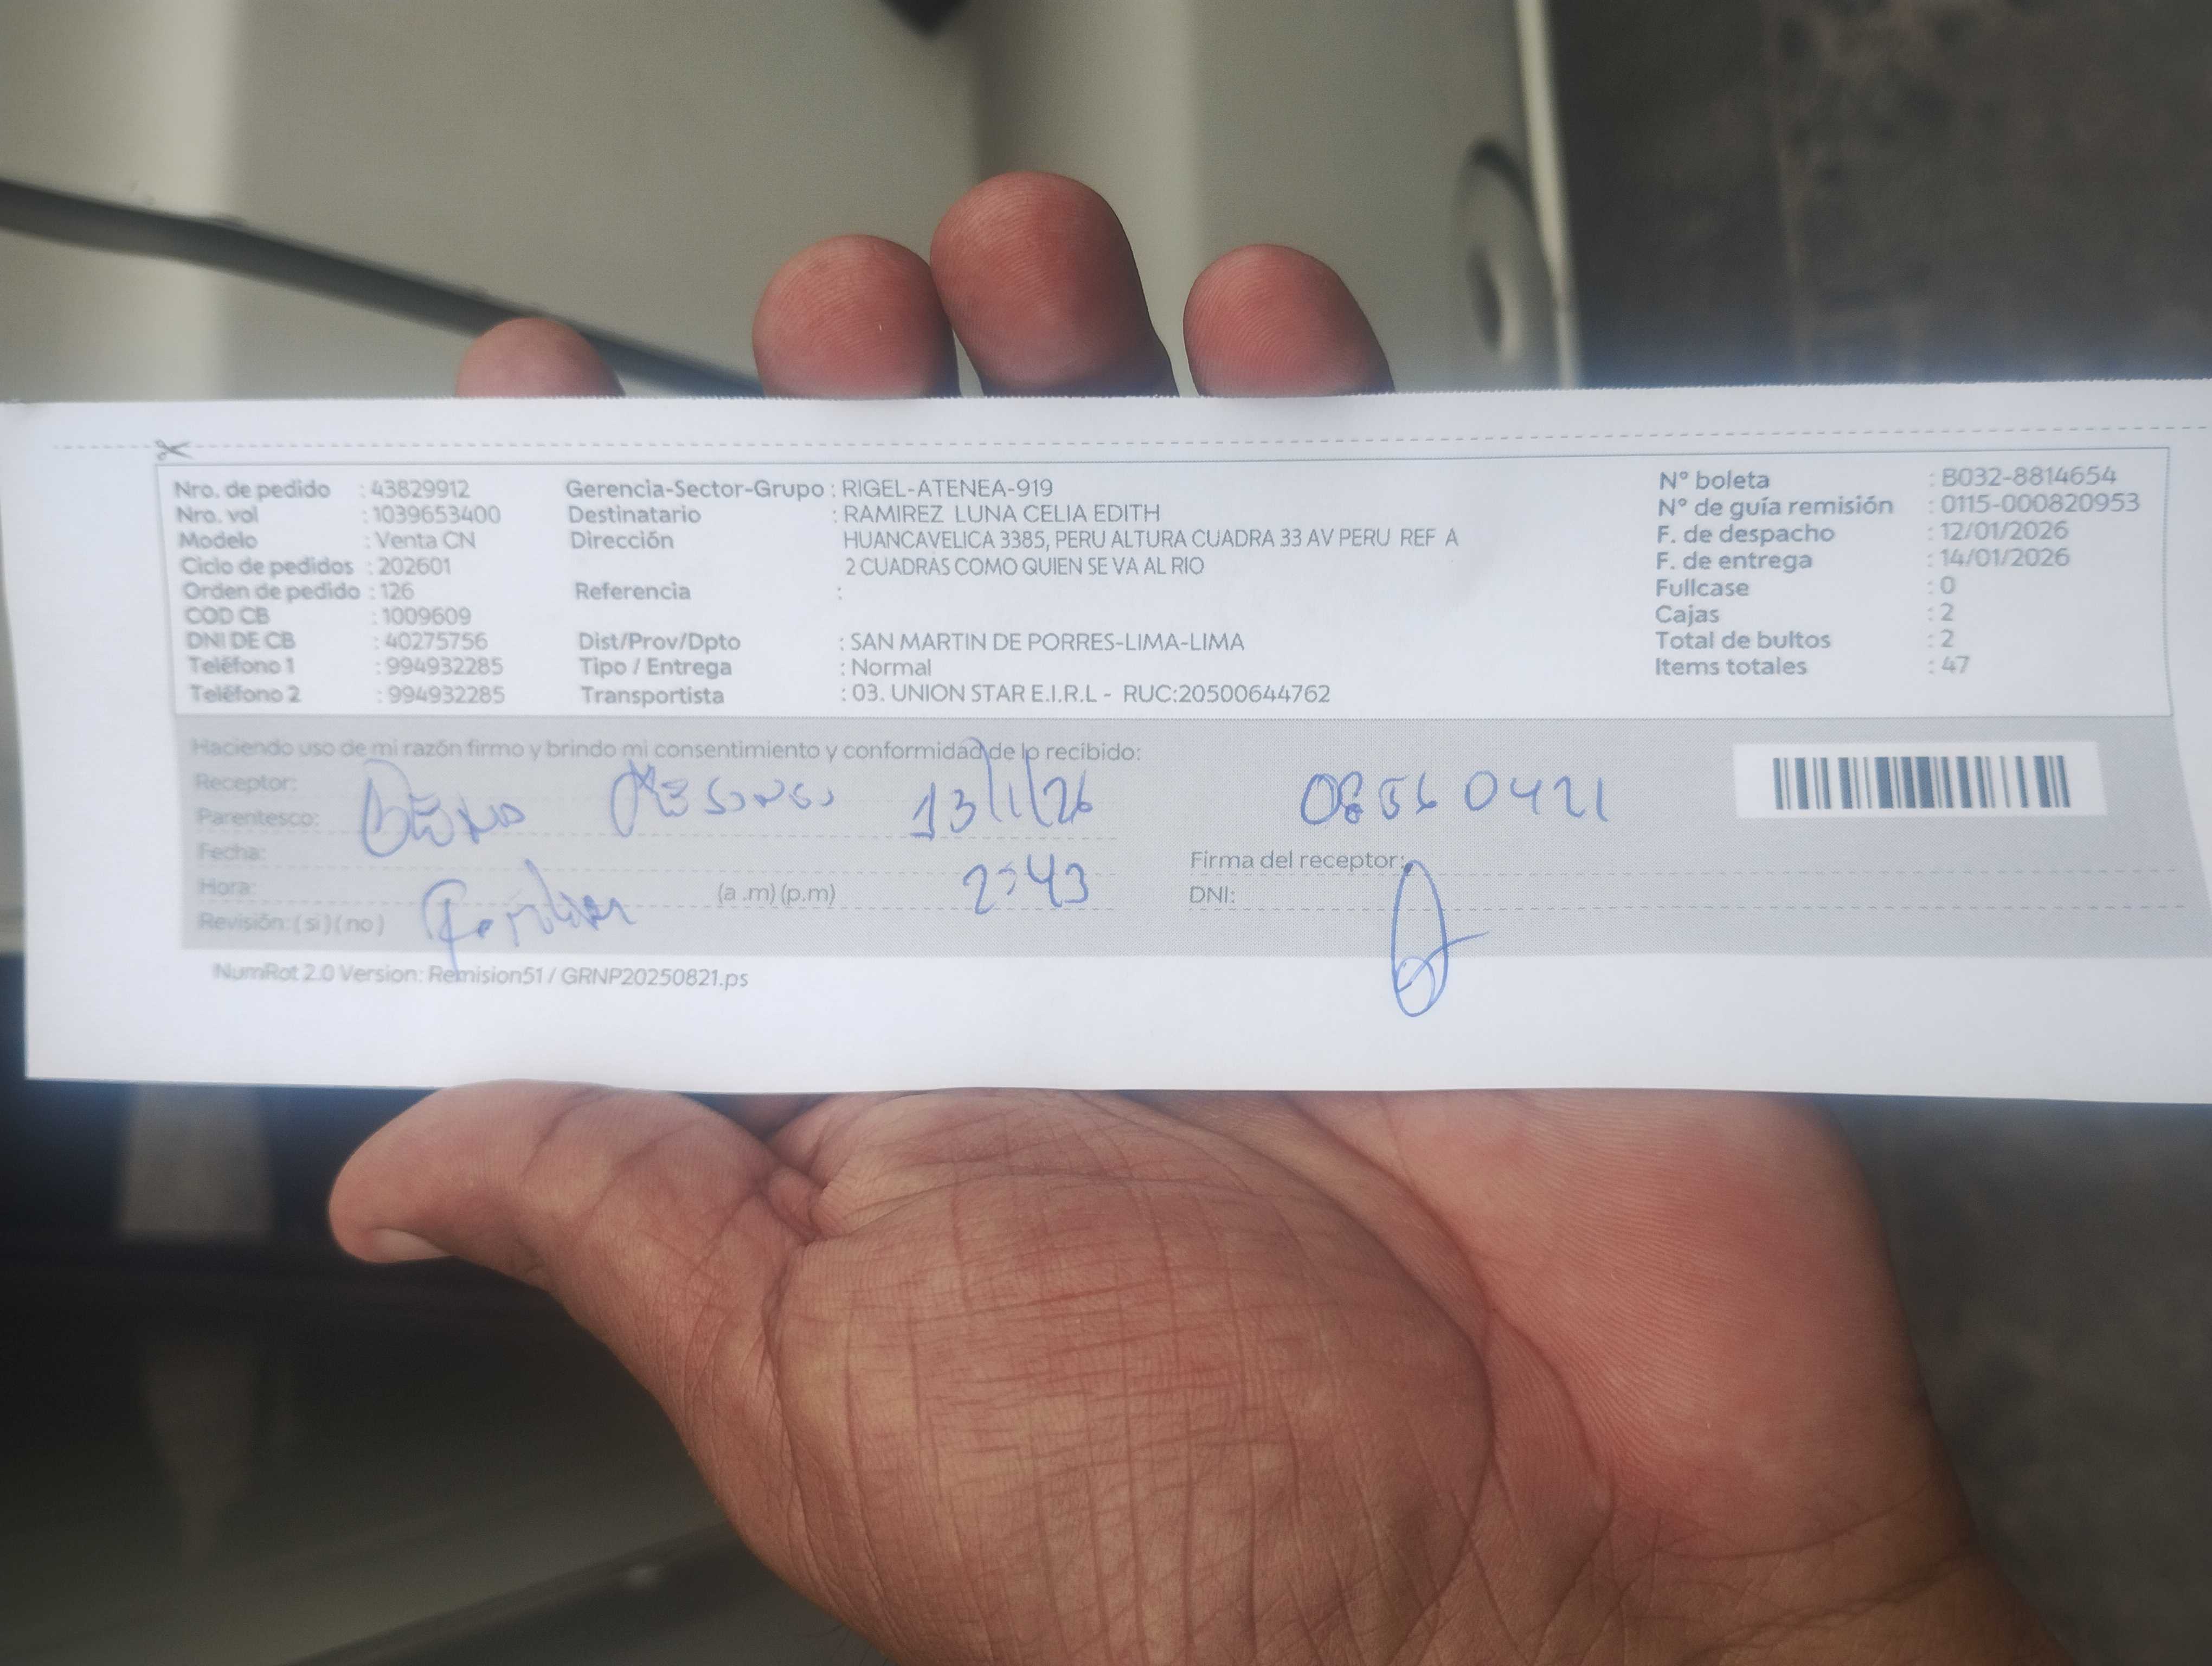 Nro. de pedido : 43829912
Nro. vol : 1039653400
Modelo : Venta CN
Ciclo de pedidos : 202601
Orden de pedido : 126
COD CB : 1009609
DNI DE CB : 40275756
Teléfono 1 : 994932285
Teléfono 2 : 994932285
Gerencia-Sector-Grupo : RIGEL-ATENEA-919
Destinatario : RAMIREZ LUNA CELIA EDITH
Dirección HUANCAVELICA 3385, PERU ALTURA CUADRA 33 AV PERU REF A
2 CUADRAS COMO QUIEN SE VA AL RIO
Referencia :
Dist/Prov/Dpto : SAN MARTIN DE PORRES-LIMA-LIMA
Tipo / Entrega : Normal
Transportista : 03. UNION STAR E.I.R.L - RUC:20500644762
N° boleta : B032-8814654
N° de guía remisión : 0115-000820953
F. de despacho : 12/01/2026
F. de entrega : 14/01/2026
Fullcase : 0
Cajas : 2
Total de bultos : 2
Items totales : 47
Haciendo uso de mi razón firmo y brindo mi consentimiento y conformidad de lo recibido:
Receptor:
Parentesco: 13/1/26
Fecha:
Hora: (a .m) (p.m) 2:43
Revisión: ( si ) ( no )
Firma del receptor:
DNI:
NumRot 2.0 Version: Remision51 / GRNP20250821.ps